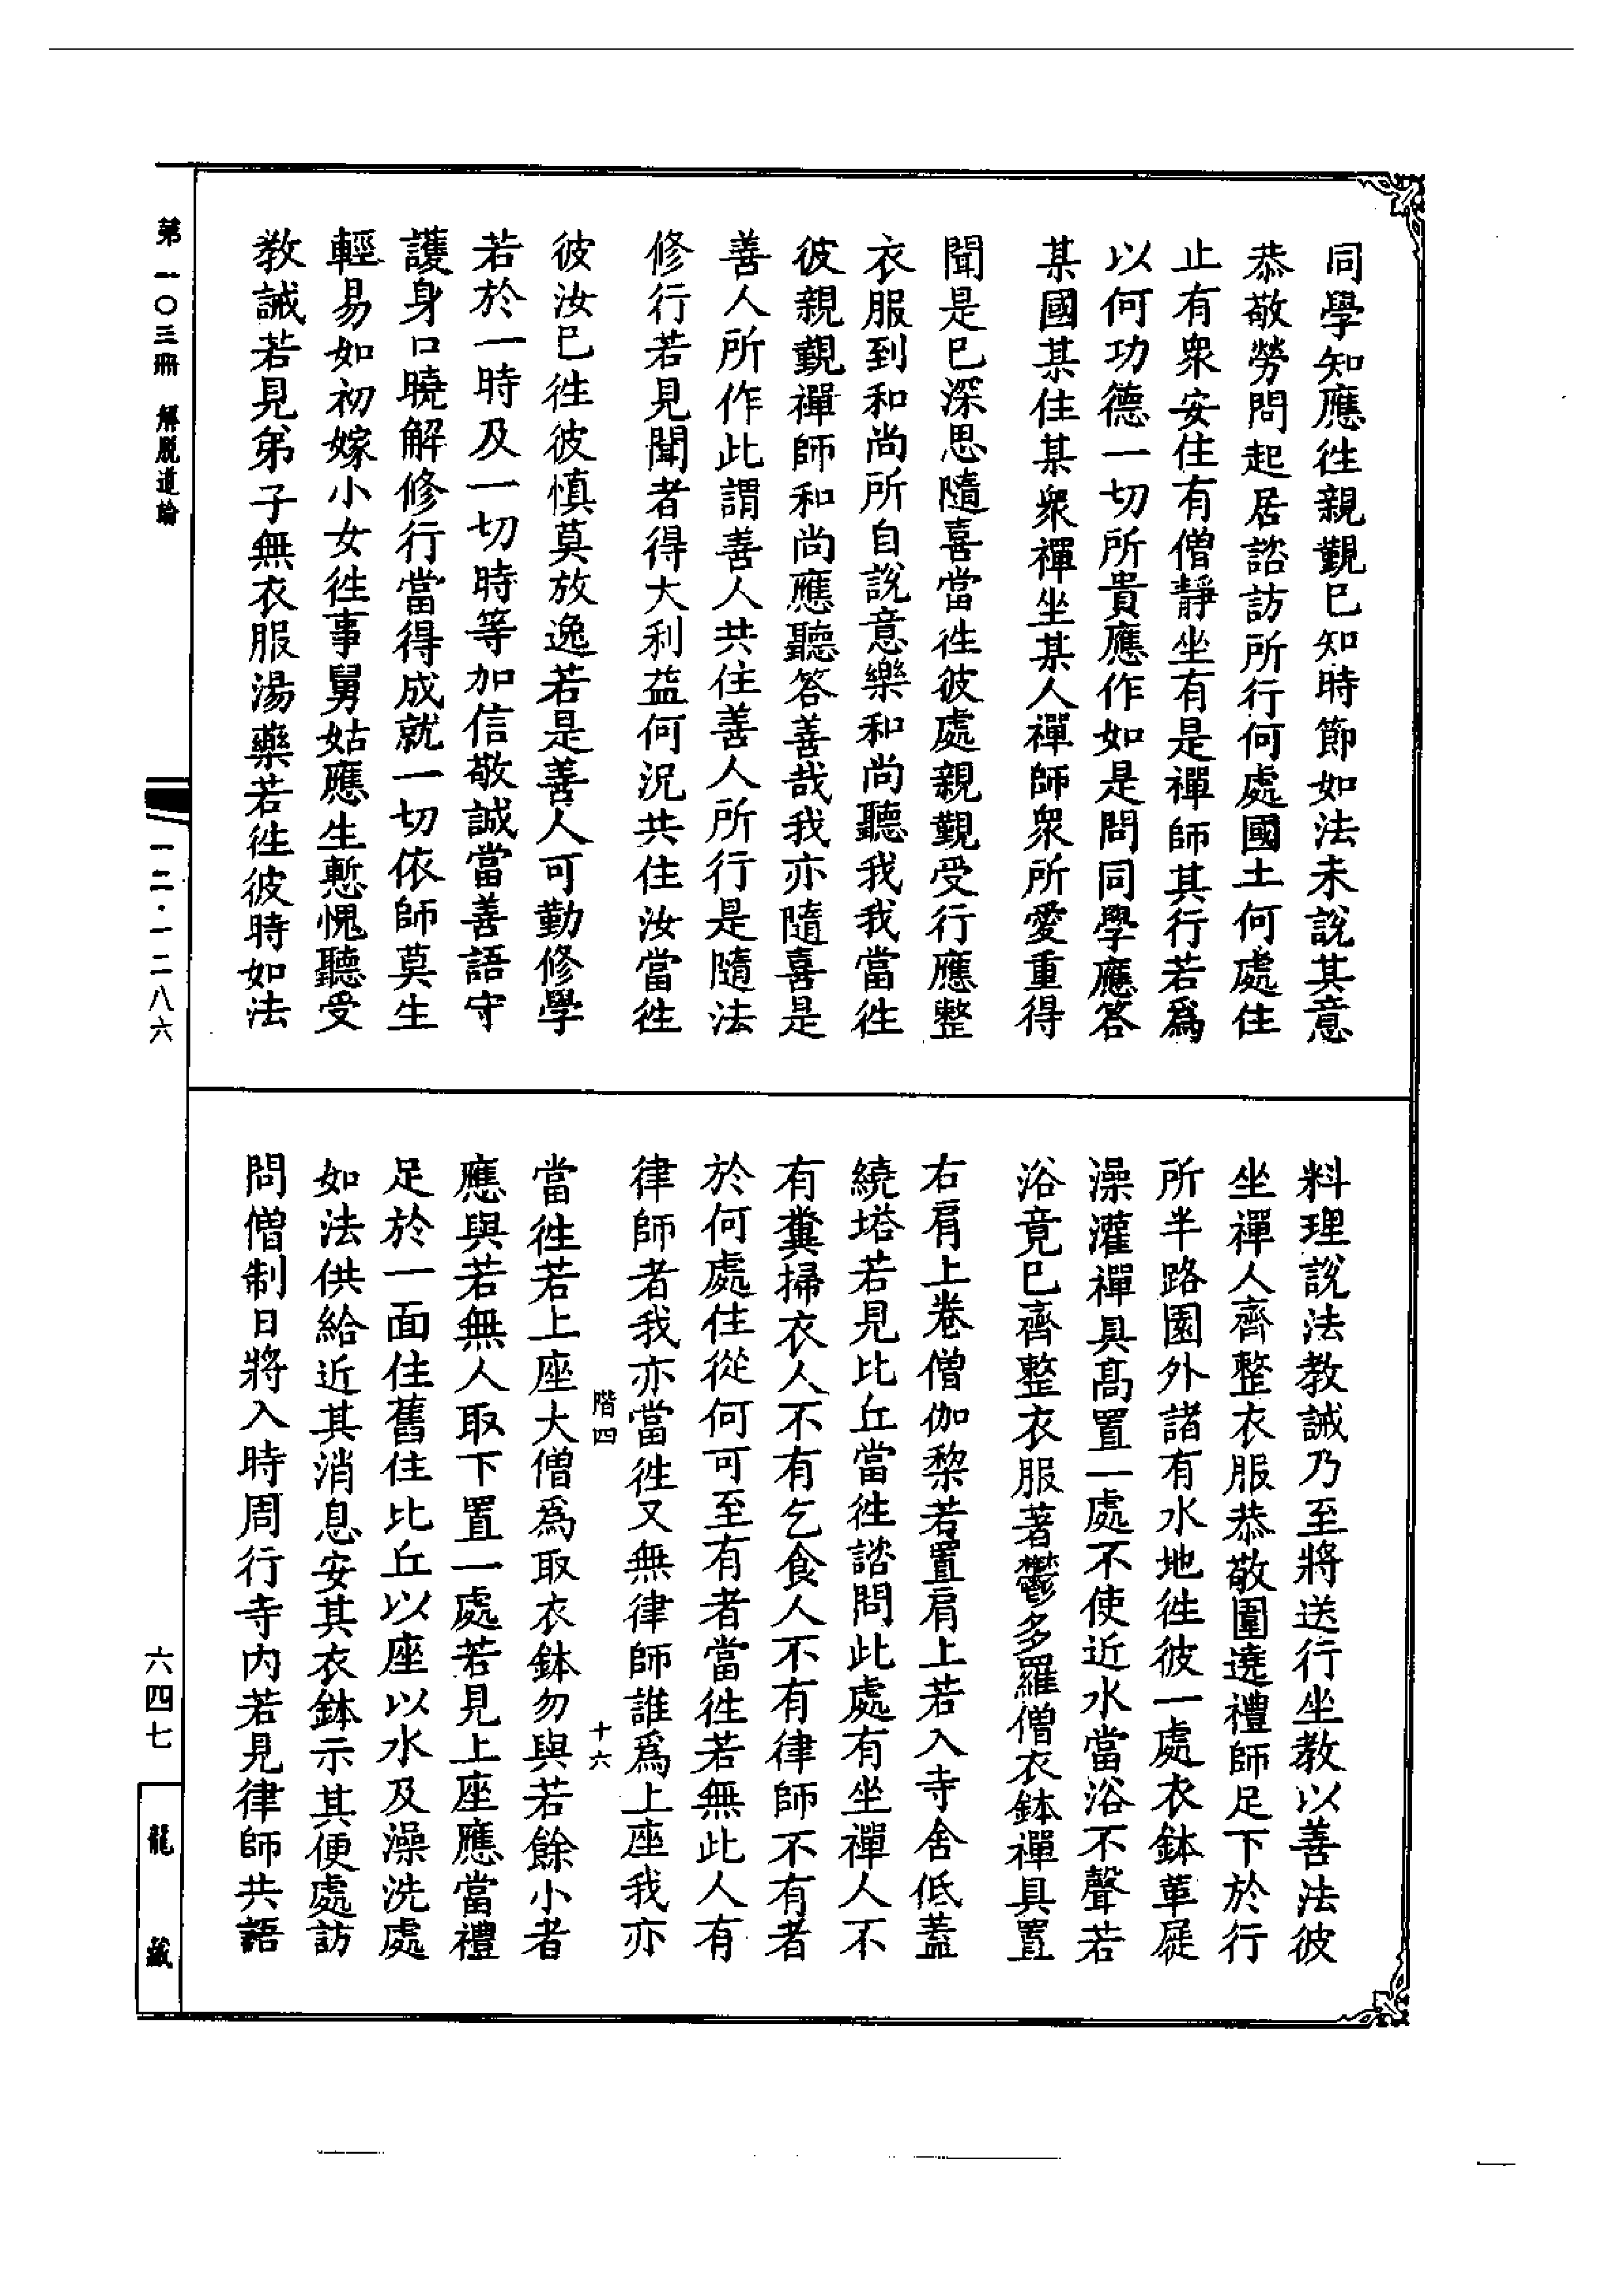 同學知應徃親覲已知時節如法未說其意
恭敬勞問起居諮訪所行何處國土何處住
止有衆安住有僧靜坐有是禪師其行若爲
以何功德一切所貴應作如是問同學應答
某國某住某衆禪坐某人禪師衆所愛重得
聞是已深思隨喜當徃彼處親覲受行應整
衣服到和尚所自說意樂和尚聽我我當徃
彼親覲禪師和尚應聽答善哉我亦隨喜是
善人所作此謂善人共住善人所行是隨法
修行若見聞者得大利益何況共住汝當徃
彼汝已徃彼慎莫放逸若是善人可勤修學
若於一時及一切時等加信敬誠當善語守
護身口曉解修行當得成就一切依師莫生
輕易如初嫁小女徃事舅姑應生慙愧聽受
教誡若見弟子無衣服湯藥若徃彼時如法
料理說法教誡乃至將送行坐教以善法彼
坐禪人齊整衣服恭敬圍遶禮師足下於行
所半路園外諸有水地徃彼一處衣鉢革屣
澡灌禪具高置一處不使近水當浴不聲若
浴竟已齊整衣服著鬱多羅僧衣鉢禪具置
右肩上卷僧伽棃若置肩上若入寺舍低蓋
繞塔若見比丘當徃諮問此處有坐禪人不
有糞掃衣人不有乞食人不有律師不有者
於何處住從何可至有者當徃若無此人有
律師者我亦當徃又無律師誰爲上座我亦
階四 十六
當徃若上座大僧爲取衣鉢勿與若餘小者
應與若無人取下置一處若見上座應當禮
足於一面住舊住比丘以座以水及澡洗處
如法供給近其消息安其衣鉢示其便處訪
問僧制日將入時周行寺內若見律師共語
第一〇三冊 解脫道論
一二·一二八六
六四七
龍藏